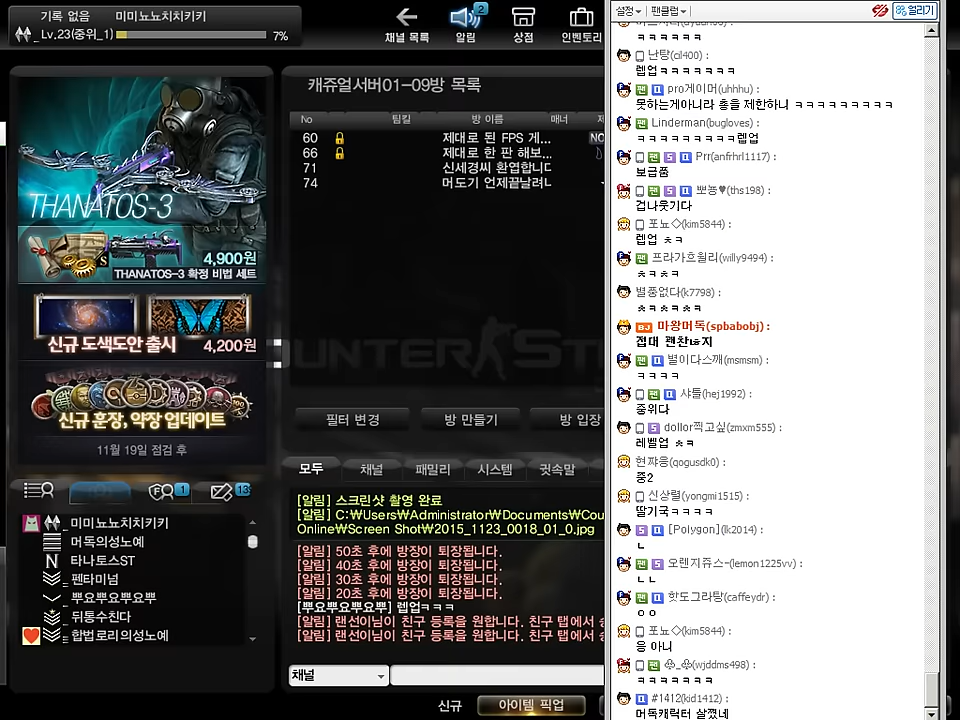 기록 없음 미미뇨뇨치치키키
Lv.23(중위_1) 7%
채널 목록 알림 상점 인벤토리
2
THANATOS-3
4,900원
THANATOS-3 확정 비법 세트
신규 도색도안 출시 4,200원
신규 훈장, 약장 업데이트
11월 19일 점검 후
1
미미뇨뇨치치키키
머독의성노예
타나토스ST
펜타미넘
뿌요뿌요뿌요뿌
뒤통수친다
합법로리의성노예
캐쥬얼서버01-09방 목록
No 팀킬 방 이름 매너
60 제대로 된 FPS 게...
66 제대로 한 판 해보...
71 신세경씨 환엽합니다
74 머도기 언제끝날려나
필터 변경 방 만들기 방 입장
모두 채널 패밀리 시스템 귓속말
[알림] 스크린샷 촬영 완료
[알림] C:₩Users₩Administrator₩Documents₩Cou
Online₩Screen Shot₩2015_1123_0018_01_0.jpg
[알림] 50초 후에 방장이 퇴장됩니다.
[알림] 40초 후에 방장이 퇴장됩니다.
[알림] 30초 후에 방장이 퇴장됩니다.
[알림] 20초 후에 방장이 퇴장됩니다.
[뿌요뿌요뿌요뿌] 렙업ㅋㅋㅋ
[알림] 랜선이님이 친구 등록을 원합니다. 친구 탭에서
[알림] 랜선이님이 친구 등록을 원합니다. 친구 탭에서
채널
신규 아이템 픽업
설정 팬클럽 얼리기
ㅋㅋㅋㅋㅋㅋ
난탕(cil400) :
렙업ㅋㅋㅋㅋㅋㅋㅋ
팬 pro게이머(uhhhu) :
못하는게아니라 총을 제한하니 ㅋㅋㅋㅋㅋㅋㅋㅋㅋ
팬 Linderman(bugloves) :
ㅋㅋㅋㅋㅋㅋㅋㅋㅋ렙업
팬 S Prr(anfrhrl1117) :
보급품
팬 S 뽀뇽♥(ths198) :
겁나웃기다
포뇨◇(kim5844) :
렙업 ㅊㅋ
팬 프라가흐휠리(willy9494) :
ㅊㅋㅊㅋ
별풍없다(k7798) :
ㅊㅋㅊㅋㅊㅋ
BJ 마왕머독(spbabobj) :
접대 괜찬ㄶ지
팬 별이다스깨(msmsm) :
ㅋㅋㅋㅋ
팬 샤틀(hej1992) :
중위다
S dollor찍고싶(zmxm555) :
레벨업 ㅊㅋ
현쨔응(qogusdk0) :
중2
신상렬(yongmi1515) :
딸기국ㅋㅋㅋㅋ
S [Polygon](lk2014) :
ㄴ
팬 S 오렌지쥬스-(lemon1225vv) :
ㄴㄴ
팬 핫도그라탕(caffeydr) :
ㅇㅇ
포뇨◇(kim5844) :
응 아니
팬 ♧_♧(wjddms498) :
ㅋㅋㅋㅋㅋㅋㅋ
#1412(kid1412) :
머독캐릭터 살쪘네